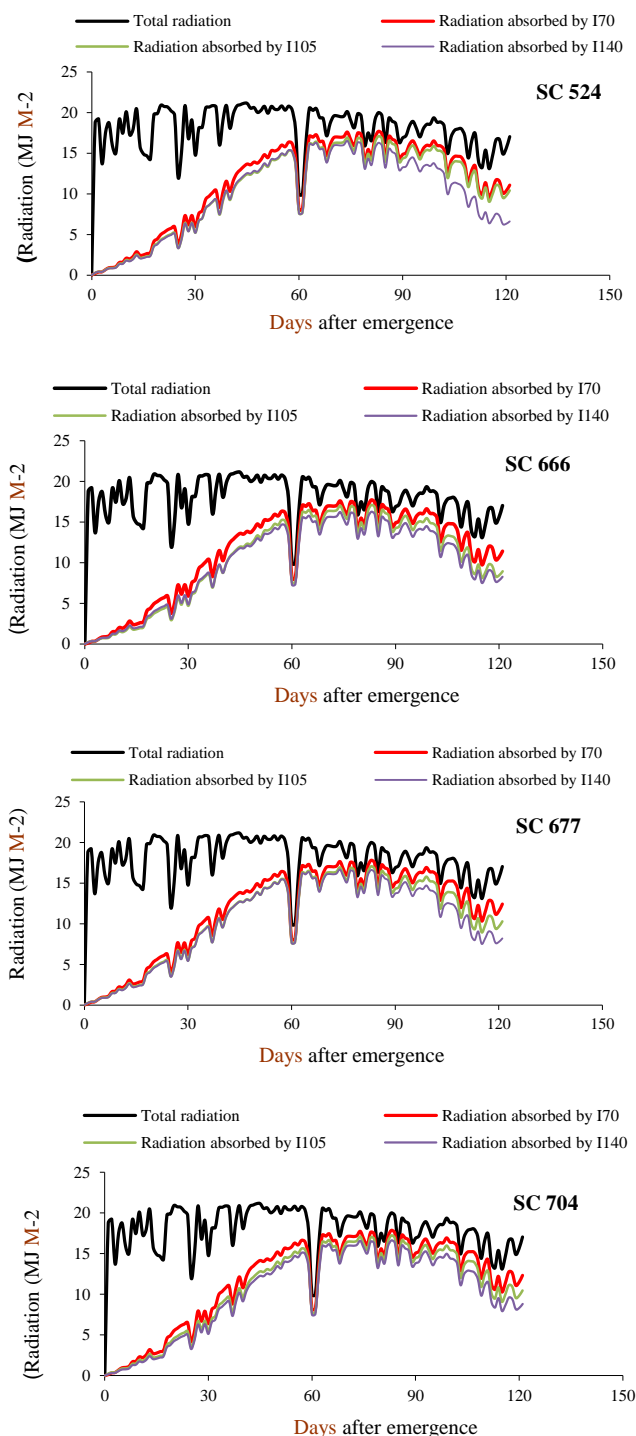 Total radiation
Radiation absorbed by I70
Radiation absorbed by I105
Radiation absorbed by I140
25
SC 524
20
15
10
5
0
(Radiation (MJ M-2
0 30 60 90 120 150
Days after emergence
Total radiation
Radiation absorbed by I70
Radiation absorbed by I105
Radiation absorbed by I140
25
SC 666
20
15
10
5
0
(Radiation (MJ M-2
0 30 60 90 120 150
Days after emergence
Total radiation
Radiation absorbed by I70
Radiation absorbed by I105
Radiation absorbed by I140
25
SC 677
20
15
10
5
0
Radiation (MJ M-2)
0 30 60 90 120 150
Days after emergence
Total radiation
Radiation absorbed by I70
Radiation absorbed by I105
Radiation absorbed by I140
25
SC 704
20
15
10
5
0
(Radiation (MJ M-2
0 30 60 90 120 150
Days after emergence